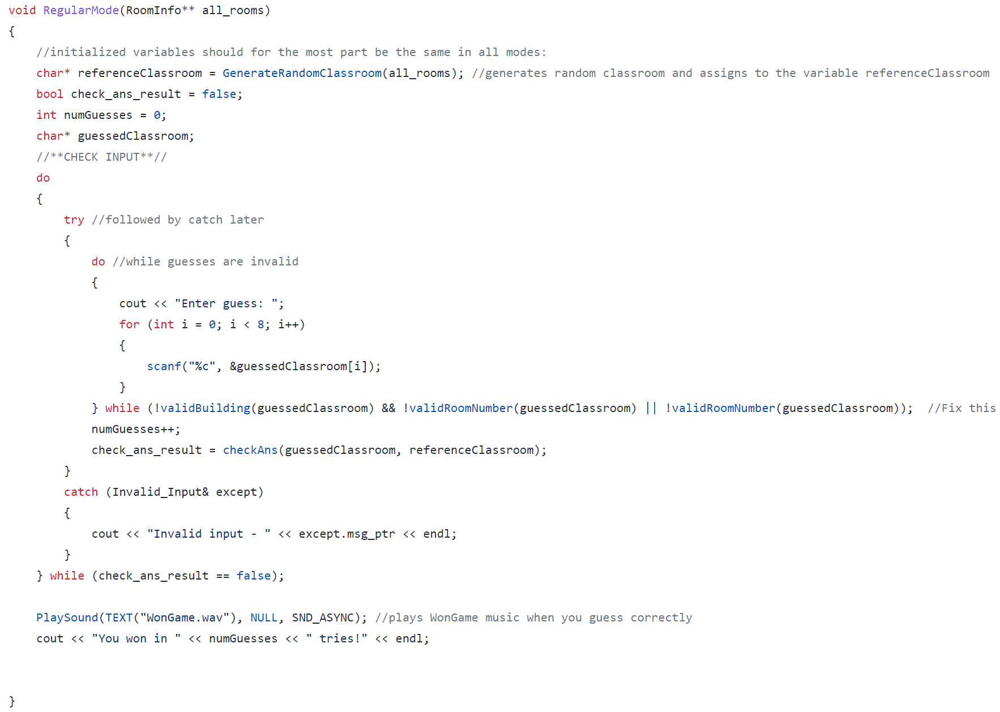 void RegularMode(RoomInfo** all_rooms)
{
    //initialized variables should for the most part be the same in all modes:
    char* referenceClassroom = GenerateRandomClassroom(all_rooms); //generates random classroom and assigns to the variable referenceClassroom
    bool check_ans_result = false;
    int numGuesses = 0;
    char* guessedClassroom;
    //**CHECK INPUT**//
    do
    {
        try //followed by catch later
        {
            do //while guesses are invalid
            {
                cout << "Enter guess: ";
                for (int i = 0; i < 8; i++)
                {
                    scanf("%c", &guessedClassroom[i]);
                }
            } while (!validBuilding(guessedClassroom) && !validRoomNumber(guessedClassroom) || !validRoomNumber(guessedClassroom));  //Fix this
            numGuesses++;
            check_ans_result = checkAns(guessedClassroom, referenceClassroom);
        }
        catch (Invalid_Input& except)
        {
            cout << "Invalid input - " << except.msg_ptr << endl;
        }
    } while (check_ans_result == false);

    PlaySound(TEXT("WonGame.wav"), NULL, SND_ASYNC); //plays WonGame music when you guess correctly
    cout << "You won in " << numGuesses << " tries!" << endl;


}